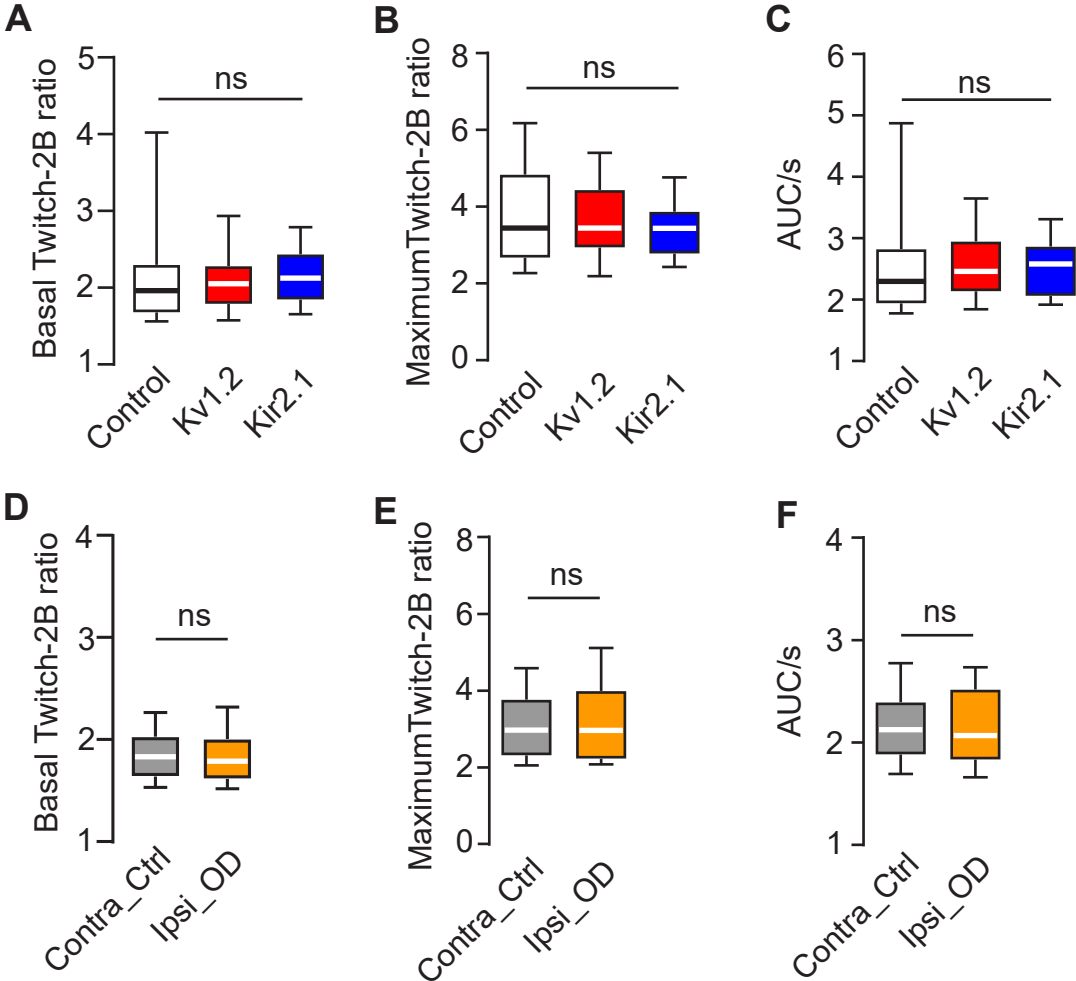 A
Basal Twitch-2B ratio
5
4
3
2
1
ns
Control
Kv1.2
Kir2.1
B
MaximumTwitch-2B ratio
8
6
4
2
0
ns
Control
Kv1.2
Kir2.1
C
AUC/s
6
5
4
3
2
1
ns
Control
Kv1.2
Kir2.1
D
Basal Twitch-2B ratio
4
3
2
1
ns
Contra_Ctrl
Ipsi_OD
E
MaximumTwitch-2B ratio
8
6
4
2
0
ns
Contra_Ctrl
Ipsi_OD
F
AUC/s
4
3
2
1
ns
Contra_Ctrl
Ipsi_OD